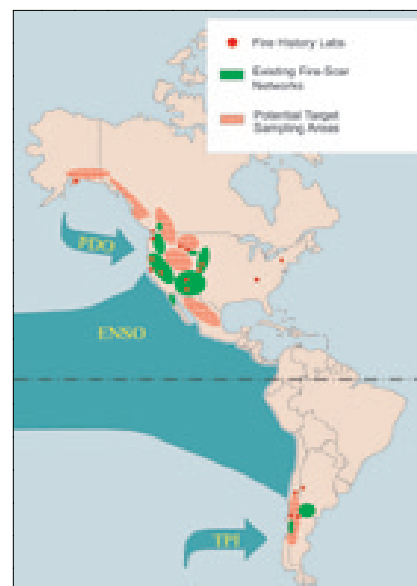 Fire History Labs
Existing Fire-Scar
Networks
Potential Target
Sampling Areas
PDO
ENSO
TPI